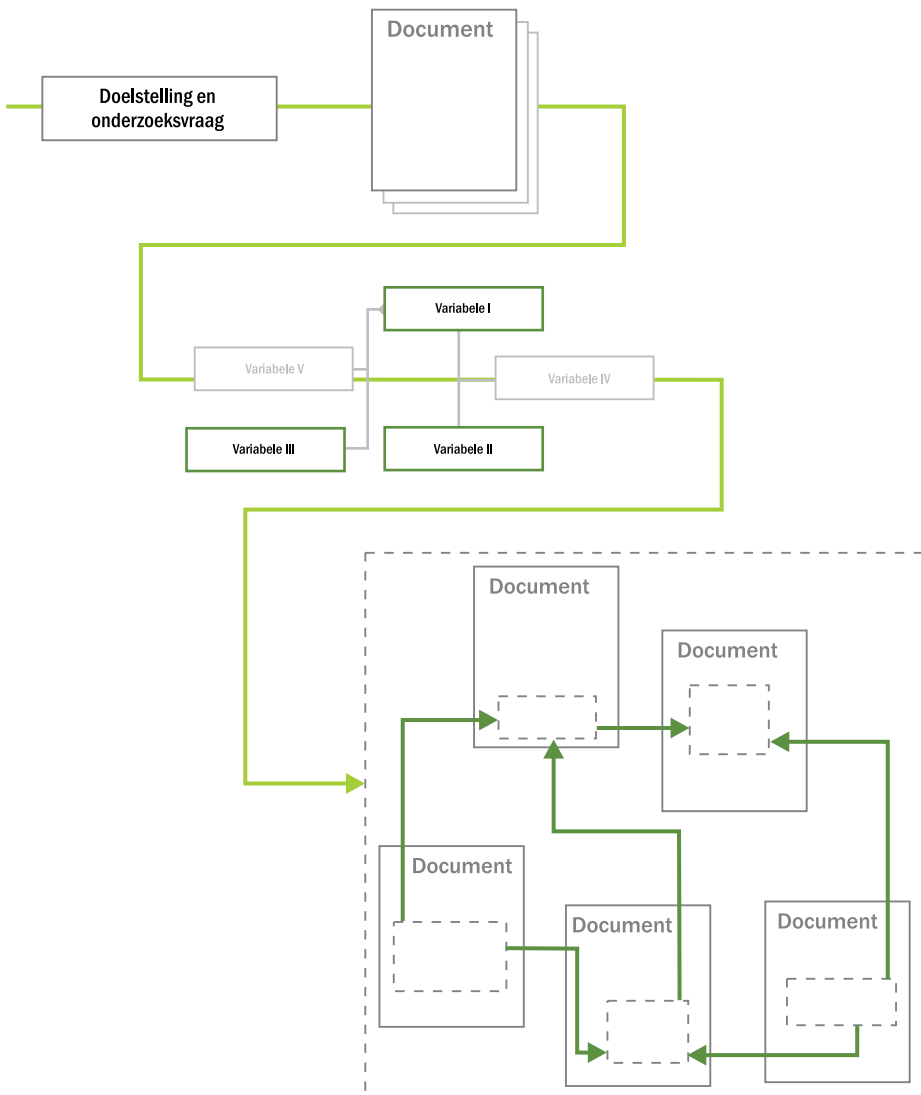 Document
Doelstelling en
onderzoeksvraag
Variabele I
Variabele V
Variabele IV
Variabele III
Variabele II
Document
Document
Document
Document
Document